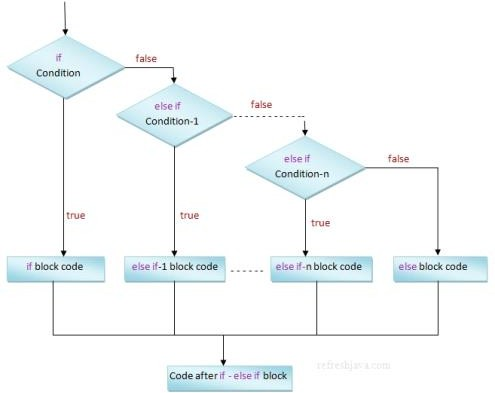 if
Condition
false
else if
Condition-1
false
else if
Condition-n
false
true
true
true
if block code
else if-1 block code
else if-n block code
else block code
Code after if - else if block
refreshjava.com